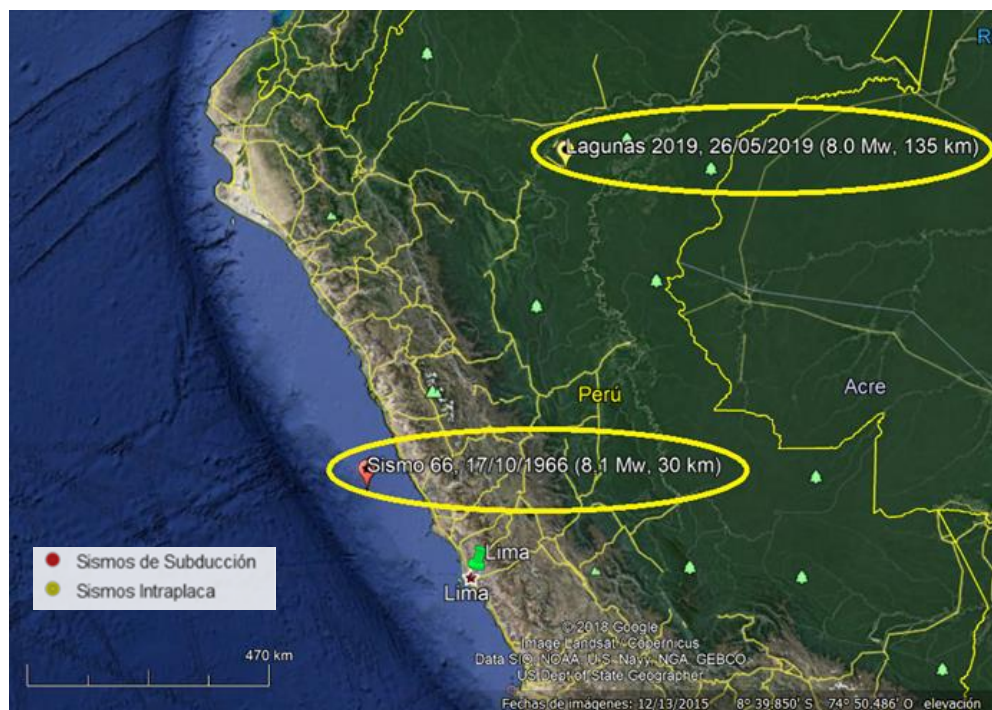 R
Lagunas 2019, 26/05/2019 (8.0 Mw, 135 km)
Perú
Acre
Sismo 66, 17/10/1966 (8.1 Mw, 30 km)
Lima
Lima
Sismos de Subducción
Sismos Intraplaca
470 km
© 2018 Google
Image Landsat / Copernicus
Data SIO, NOAA, U.S. Navy, NGA, GEBCO
US Dept of State Geographer
Fechas de imágenes: 12/13/2015 8° 39.850' S 74° 50.486' O elevación